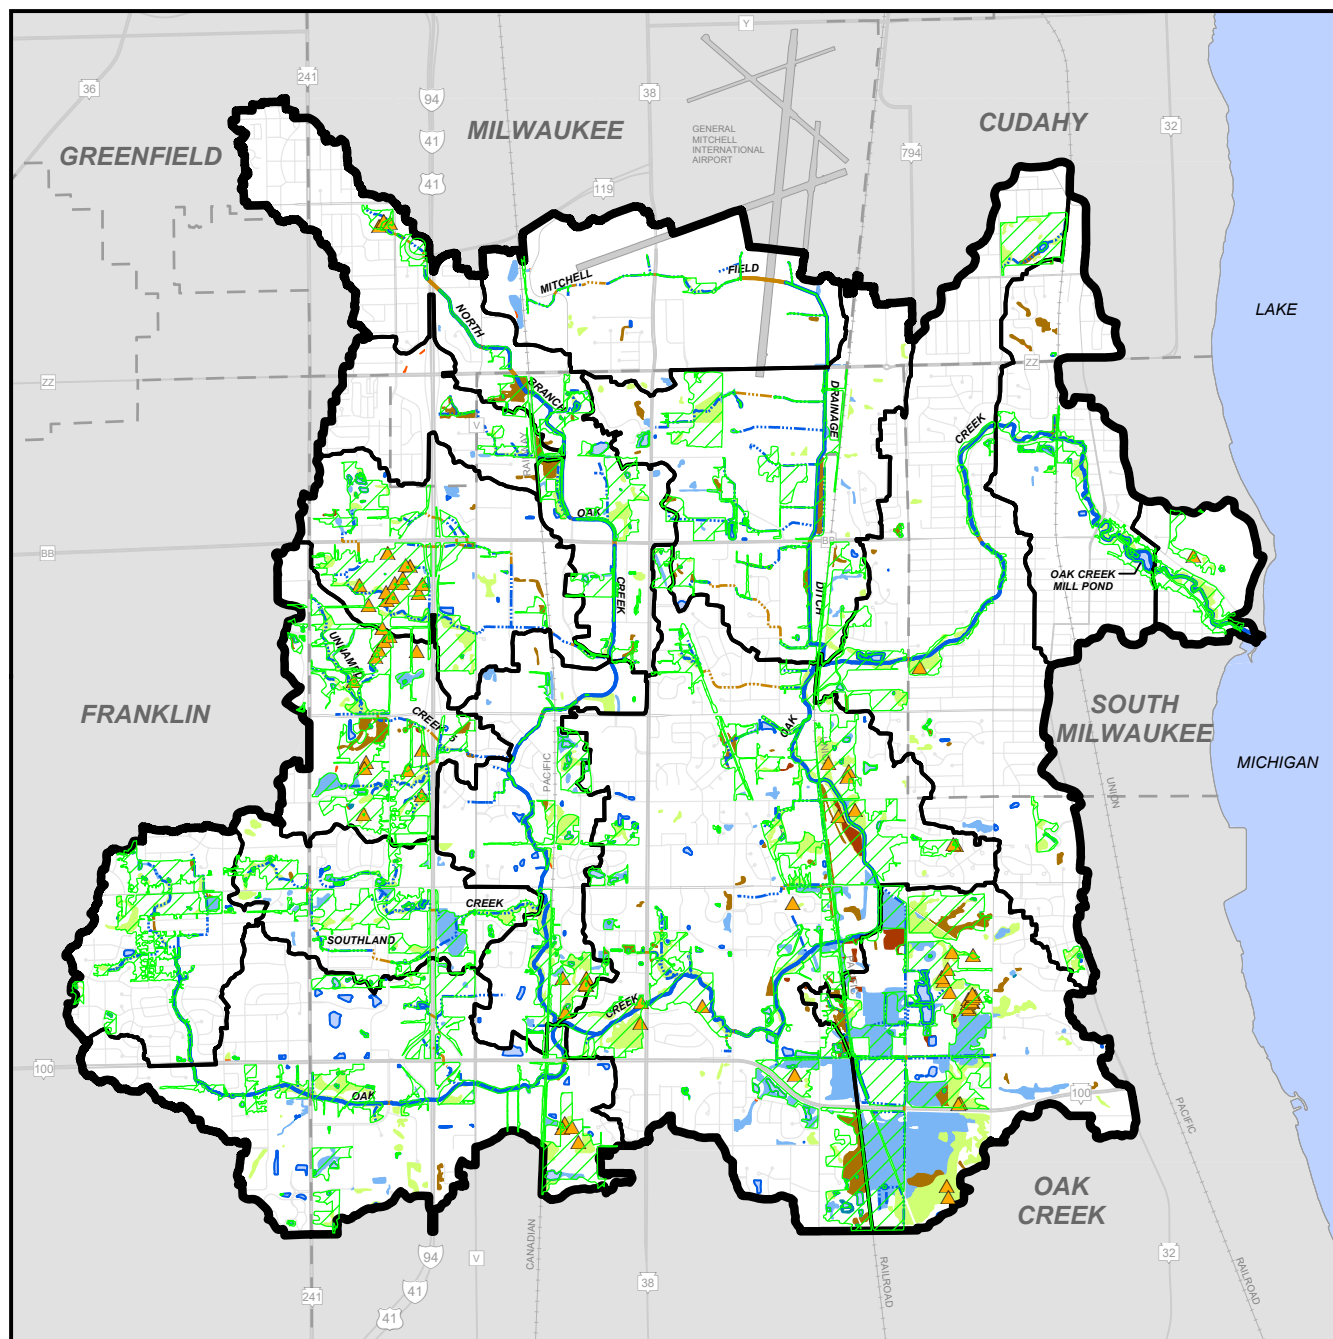 Y
36
241
94
38
MILWAUKEE
CUDAHY
GENERAL
MITCHELL
INTERNATIONAL
AIRPORT
32
41
GREENFIELD
794
41
119
MITCHELL
FIELD
LAKE
NORTH
ZZ
ZZ
BRANCH
DRAINAGE
V
CREEK
RAILWAY
OAK
BB
BB
OAK CREEK
MILL POND
CREEK
DITCH
UNNAMED
FRANKLIN
CREEK
OAK
SOUTH
MILWAUKEE
PACIFIC
MICHIGAN
UNION
CREEK
SOUTHLAND
CREEK
100
OAK
100
PACIFIC
OAK
CREEK
CANADIAN
94
V
32
41
38
RAILROAD
RAILROAD
241
41